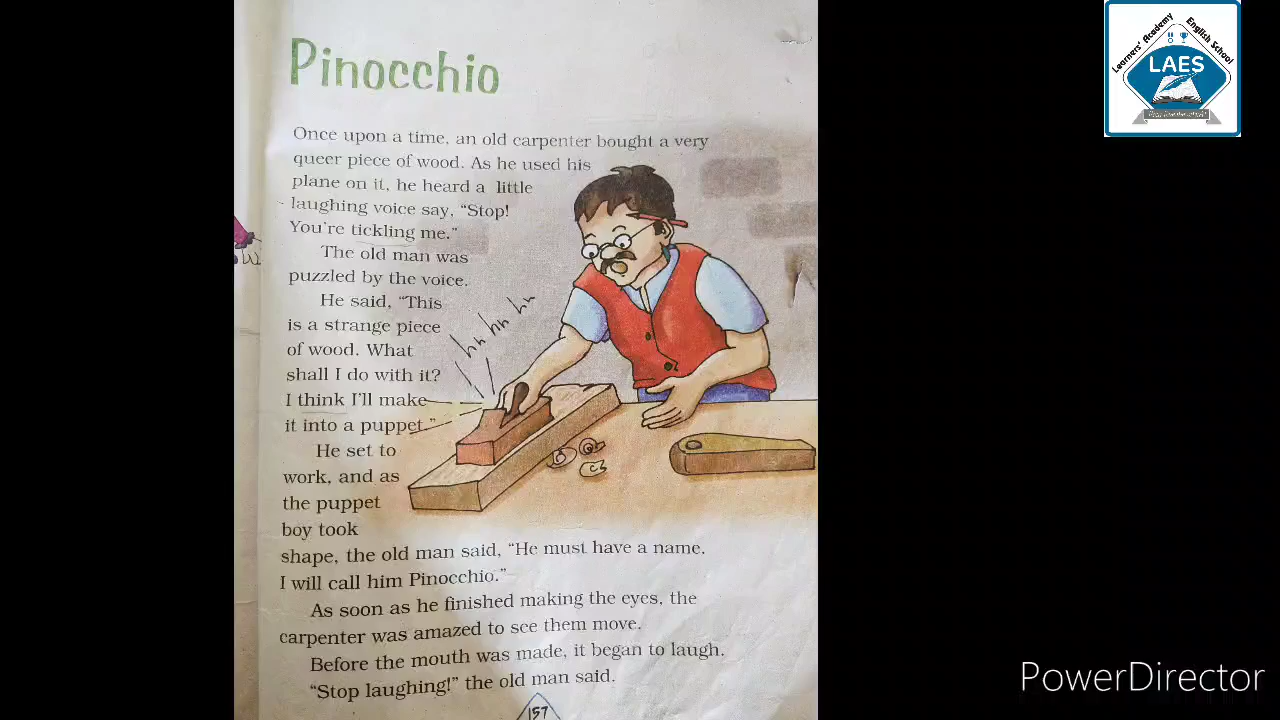 Pinocchio
Once upon a time, an old carpenter bought a very
queer piece of wood. As he used his
plane on it, he heard a little
laughing voice say, “Stop!
You’re tickling me.”
The old man was
puzzled by the voice.
He said, “This
is a strange piece
of wood. What
shall I do with it?
I think I’ll make
it into a puppet.”
He set to
work, and as
the puppet
boy took
shape, the old man said, “He must have a name.
I will call him Pinocchio.”
As soon as he finished making the eyes, the
carpenter was amazed to see them move.
Before the mouth was made, it began to laugh.
“Stop laughing!” the old man said.
157
hh hh hh
Learners' Academy English School
LAES
PowerDirector